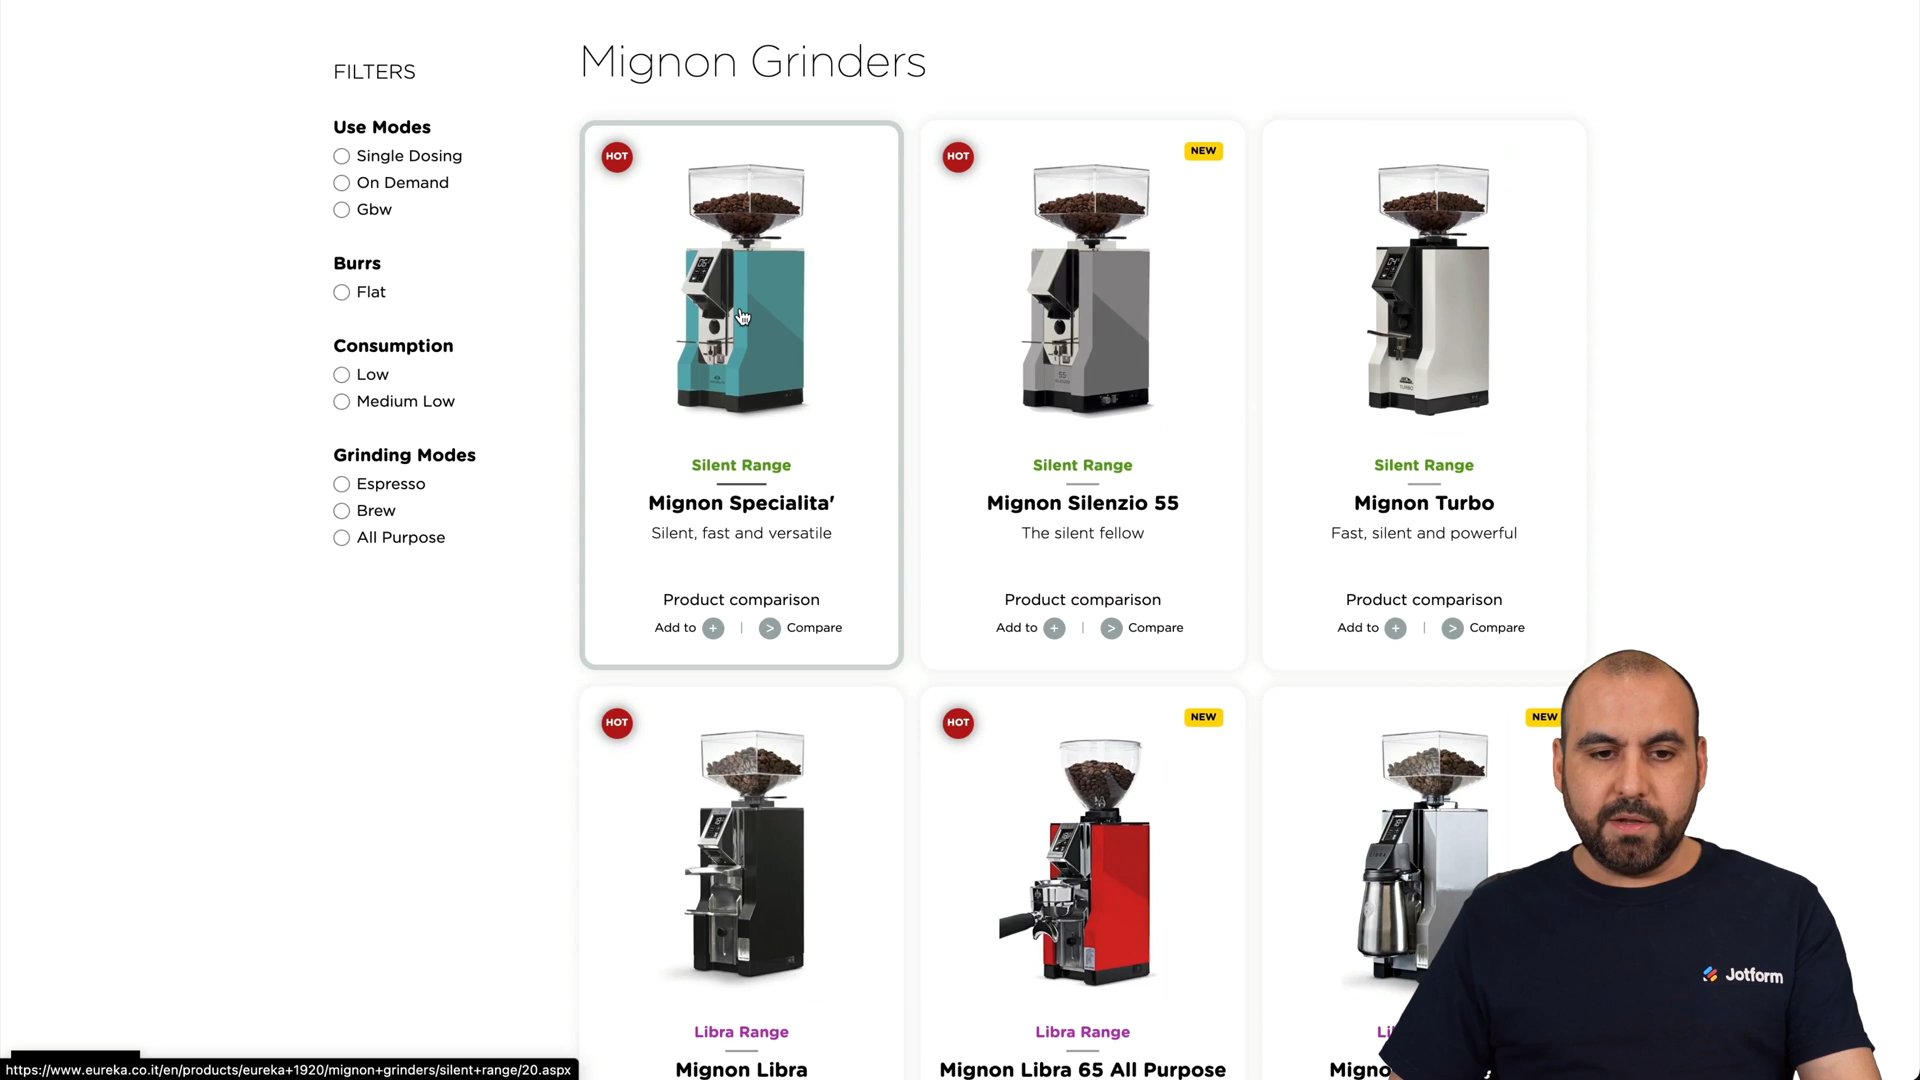 Mignon Grinders
FILTERS
Use Modes
Single Dosing
On Demand
Gbw
Burrs
Flat
Consumption
Low
Medium Low
Grinding Modes
Espresso
Brew
All Purpose
HOT
Silent Range
Mignon Specialita'
Silent, fast and versatile
Product comparison
Add to + | > Compare
HOT
NEW
55
Silent Range
Mignon Silenzio 55
The silent fellow
Product comparison
Add to + | > Compare
TURBO
Silent Range
Mignon Turbo
Fast, silent and powerful
Product comparison
Add to + | > Compare
HOT
Libra Range
Mignon Libra
HOT
NEW
Libra Range
Mignon Libra 65 All Purpose
NEW
Jotform
https://www.eureka.co.it/en/products/eureka+1920/mignon+grinders/silent+range/20.aspx